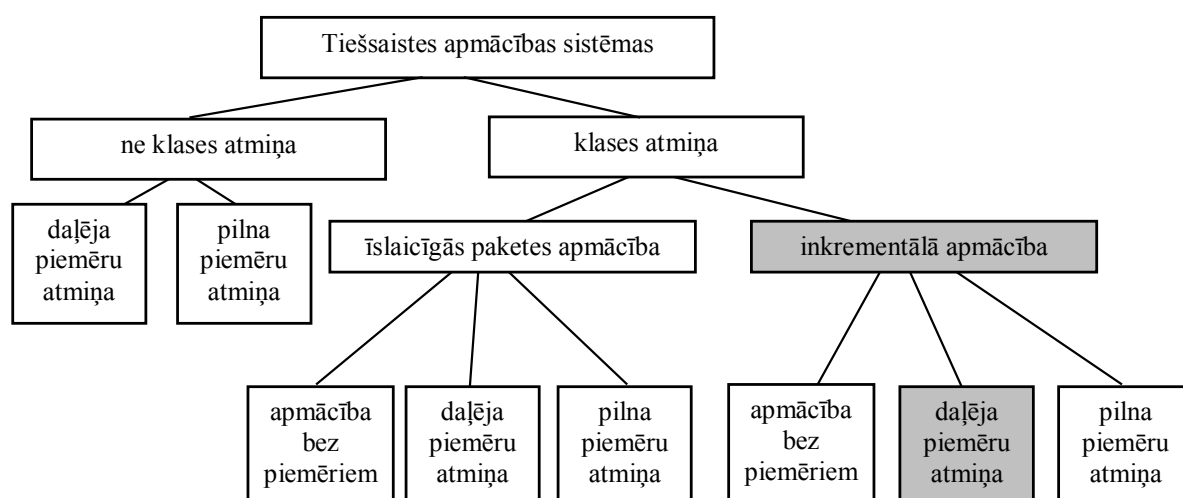 Tiešsaistes apmācības sistēmas
ne klases atmiņa
klases atmiņa
daļēja
piemēru
atmiņa
pilna
piemēru
atmiņa
īslaicīgās paketes apmācība
inkrementālā apmācība
apmācība
bez
piemēriem
daļēja
piemēru
atmiņa
pilna
piemēru
atmiņa
apmācība
bez
piemēriem
daļēja
piemēru
atmiņa
pilna
piemēru
atmiņa